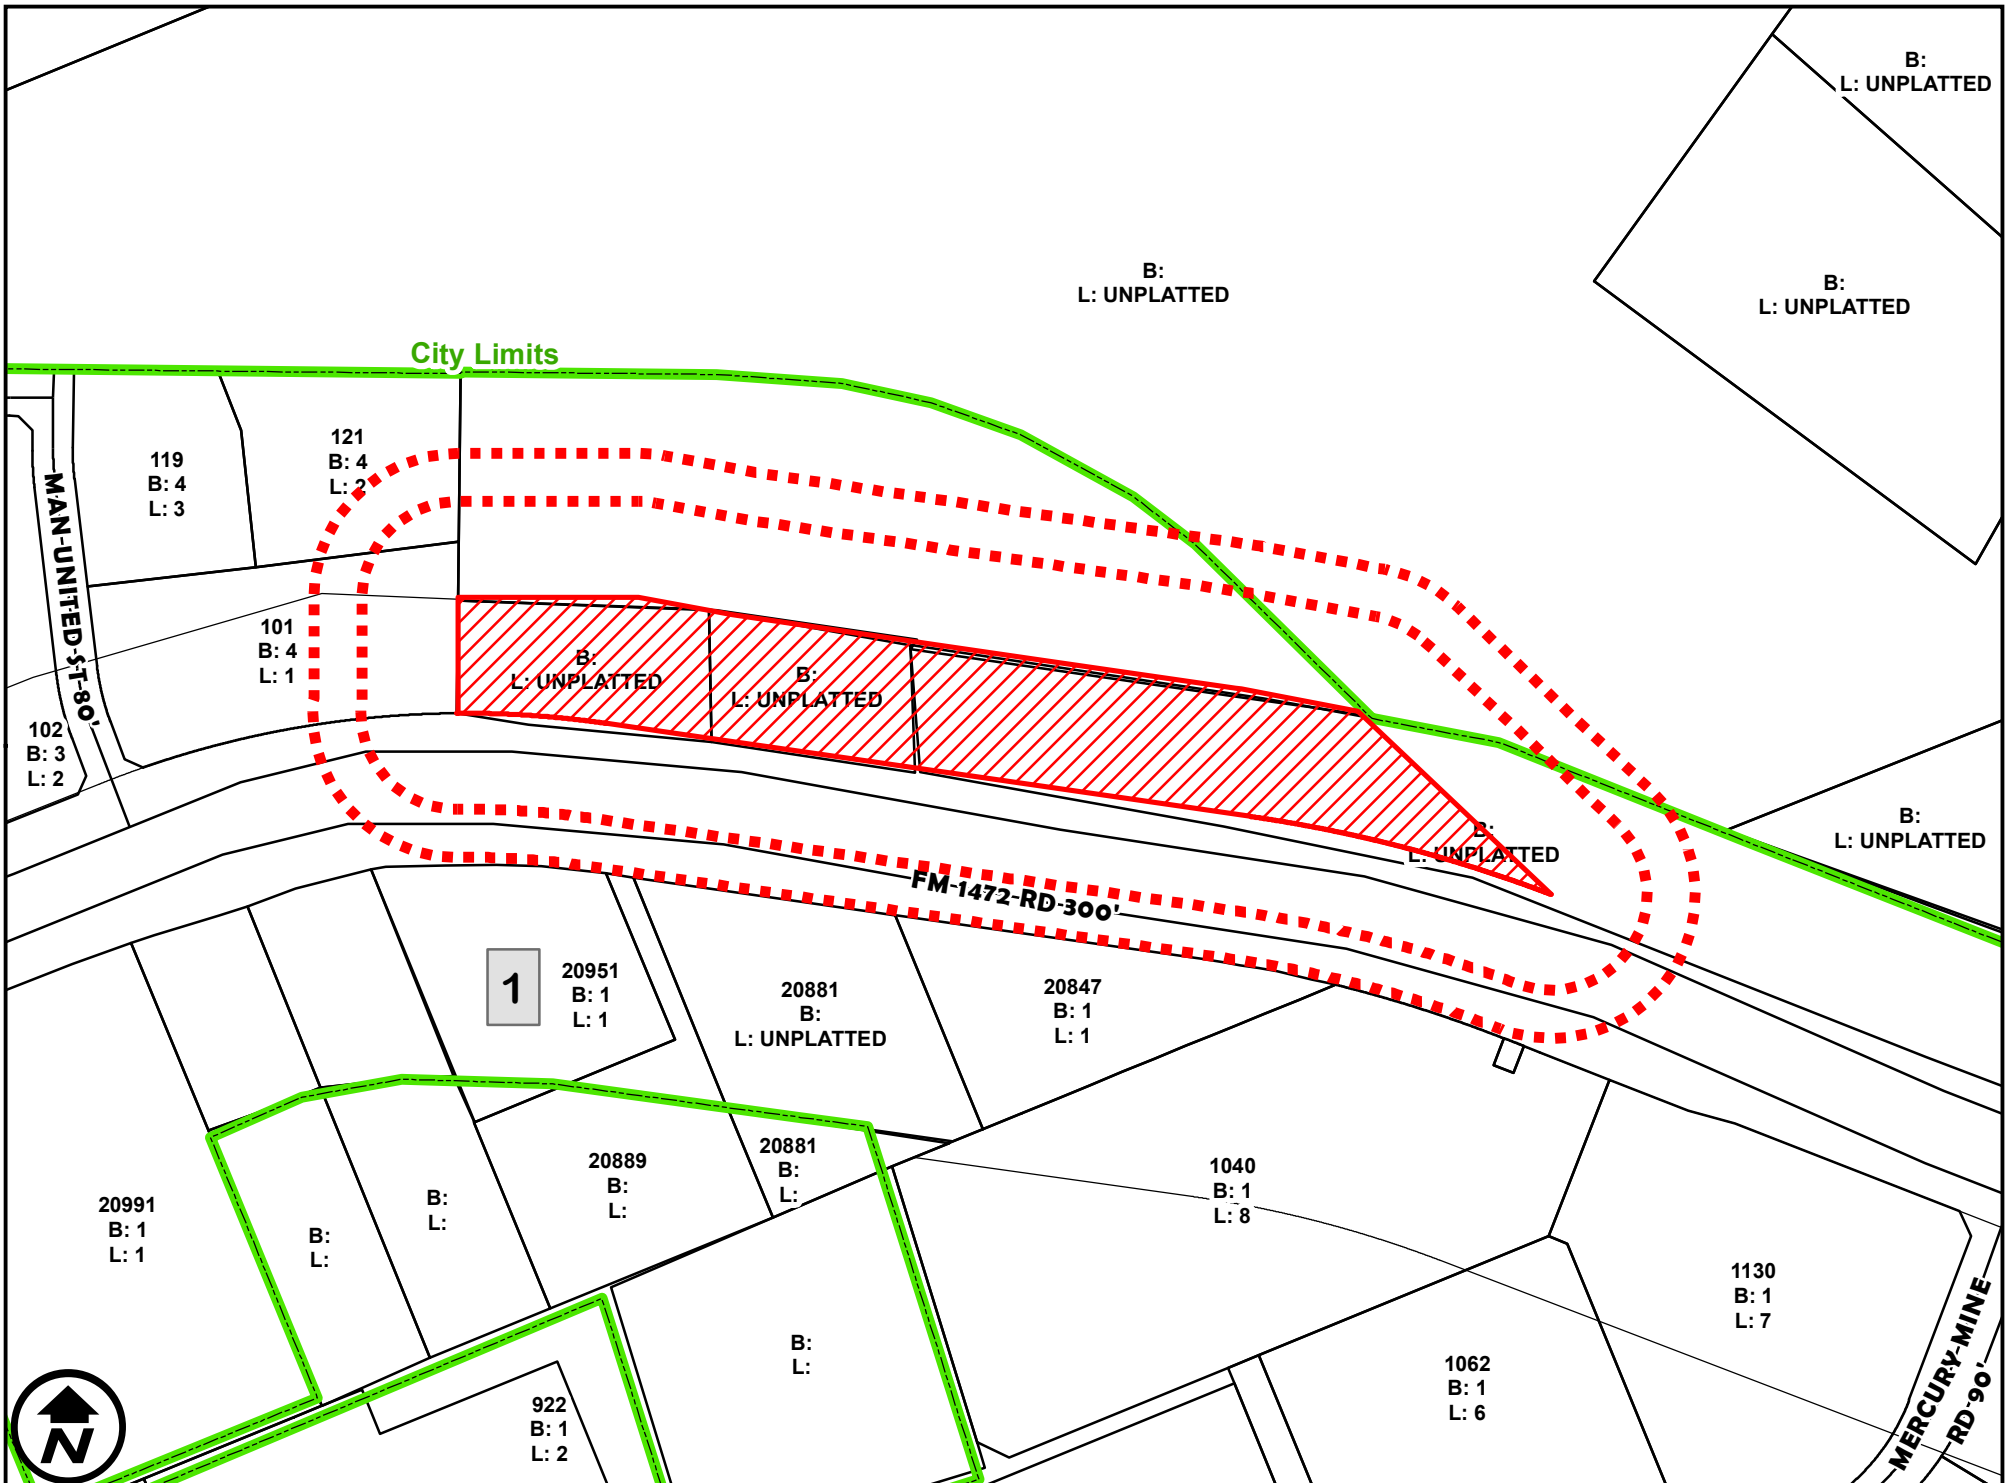 B:
L: UNPLATTED
B:
L: UNPLATTED
B:
L: UNPLATTED
City Limits
119
B: 4
L: 3
121
B: 4
L: 2
MAN-UNITED-ST-80'
101
B: 4
L: 1
102
B: 3
L: 2
B:
L: UNPLATTED
B:
L: UNPLATTED
B:
L: UNPLATTED
B:
L: UNPLATTED
FM-1472-RD-300'
1
20951
B: 1
L: 1
20881
B:
L: UNPLATTED
20847
B: 1
L: 1
20991
B: 1
L: 1
B:
L:
B:
L:
20889
B:
L:
20881
B:
L:
1040
B: 1
L: 8
1130
B: 1
L: 7
B:
L:
922
B: 1
L: 2
1062
B: 1
L: 6
MERCURY-MINE
RD-90'
N